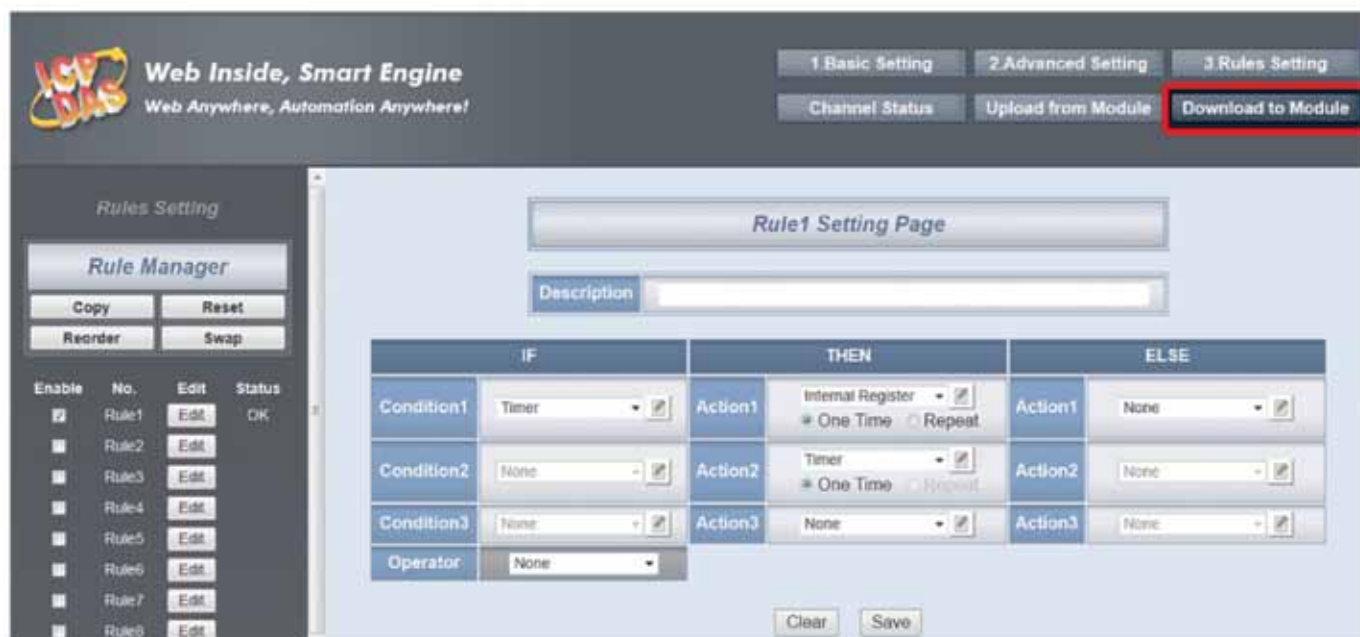 ICP DAS
Web Inside, Smart Engine
Web Anywhere, Automation Anywhere!
1.Basic Setting 2.Advanced Setting 3.Rules Setting
Channel Status Upload from Module Download to Module
Rules Setting
Rule Manager
Copy Reset
Reorder Swap
Enable No. Edit Status
Rule1 Edit OK
Rule2 Edit
Rule3 Edit
Rule4 Edit
Rule5 Edit
Rule6 Edit
Rule7 Edit
Rule8 Edit
Rule1 Setting Page
Description
IF THEN ELSE
Condition1 Timer Action1 Internal Register Action1 None
One Time Repeat
Condition2 None Action2 Timer Action2 None
One Time Repeat
Condition3 None Action3 None Action3 None
Operator None
Clear Save